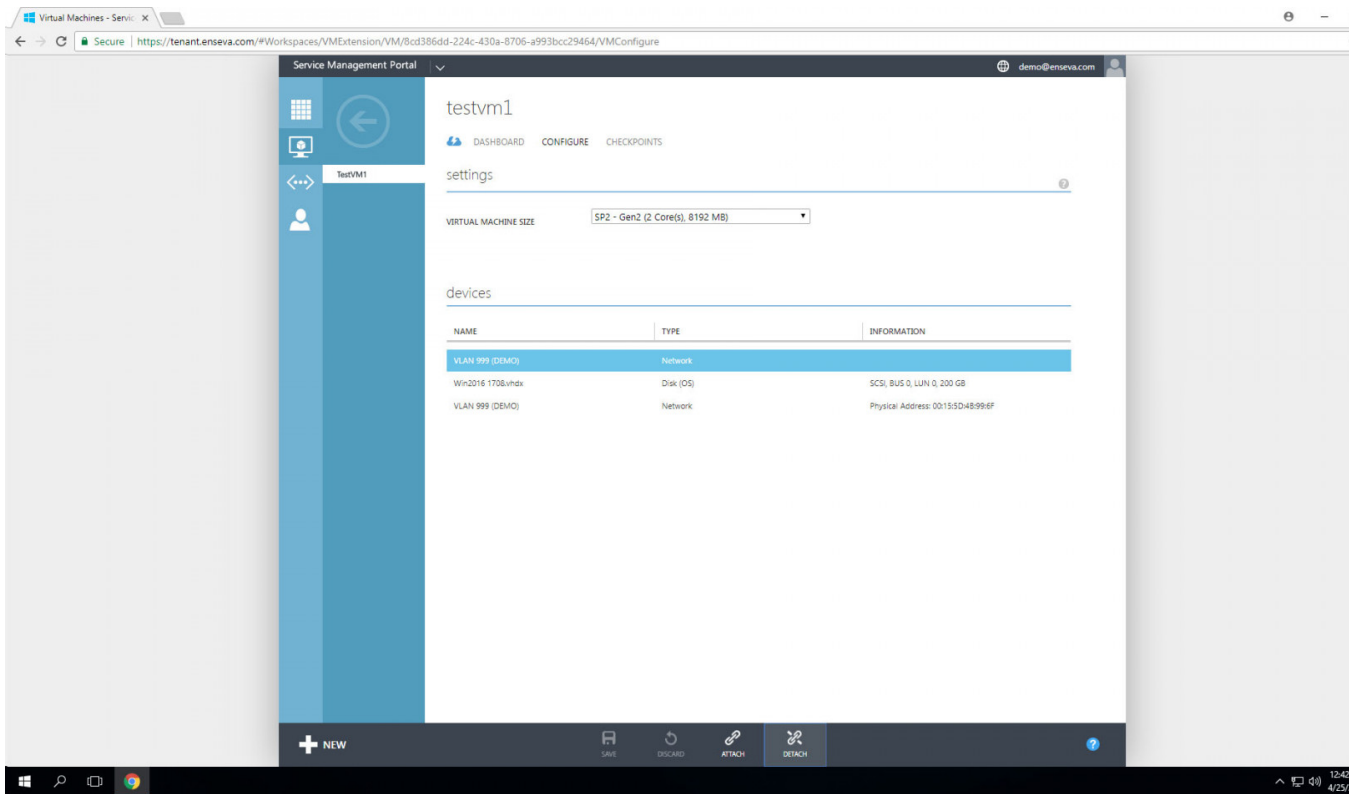 Virtual Machines - Servic
Secure | https://tenant.enseva.com/#Workspaces/VMExtension/VM/8cd386dd-224c-430a-8706-a993bcc29464/VMConfigure
Service Management Portal
demo@enseva.com
testvm1
DASHBOARD CONFIGURE CHECKPOINTS
TestVM1
settings
?
VIRTUAL MACHINE SIZE SP2 - Gen2 (2 Core(s), 8192 MB)
devices
NAME TYPE INFORMATION
VLAN 999 (DEMO) Network
Win2016 1708.vhdx Disk (OS) SCSI, BUS 0, LUN 0, 200 GB
VLAN 999 (DEMO) Network Physical Address: 00:15:5D:4B:99:6F
NEW
SAVE DISCARD ATTACH DETACH
?
12:42
4/25/